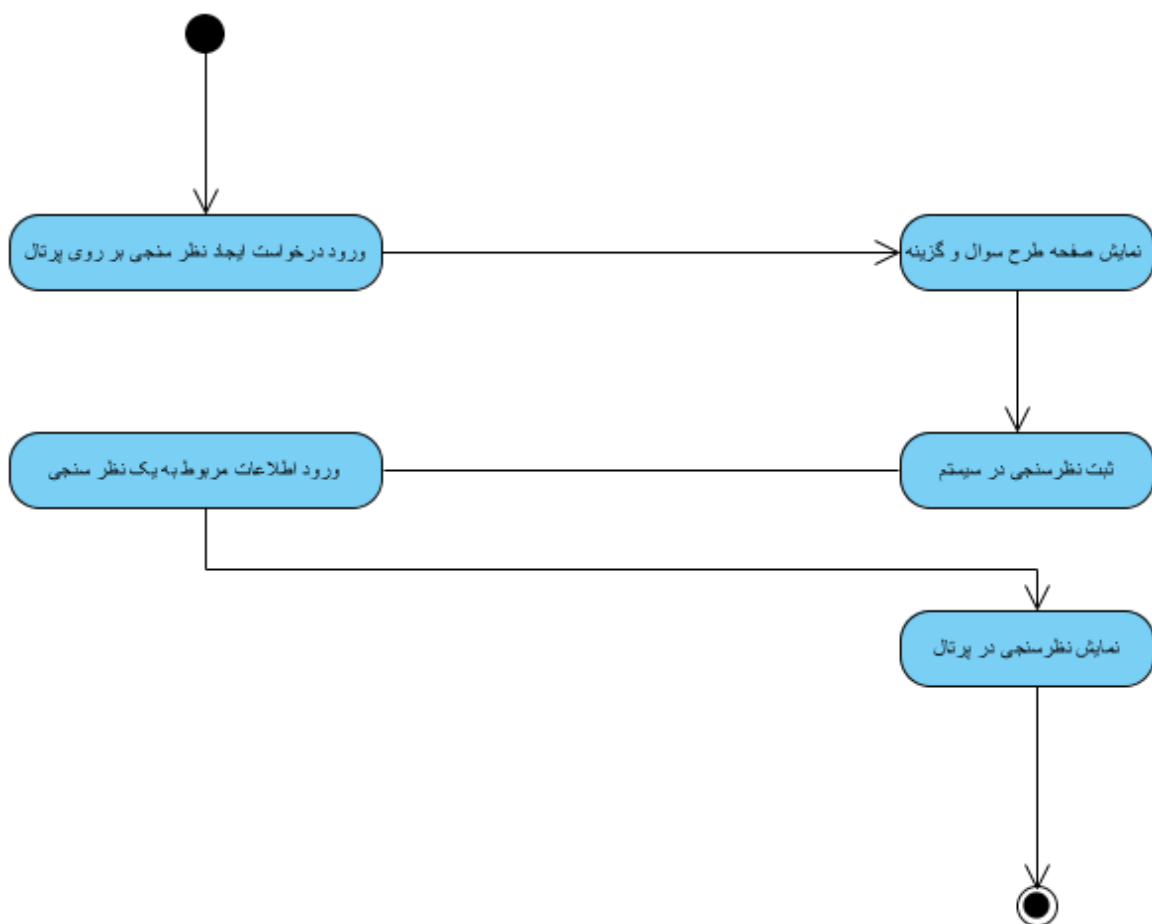 ورود درخواست ایجاد نظر سنجی بر روی پرتال
نمایش صفحه طرح سوال و گزینه
ثبت نظرسنجی در سیستم
ورود اطلاعات مربوط به یک نظر سنجی
نمایش نظرسنجی در پرتال